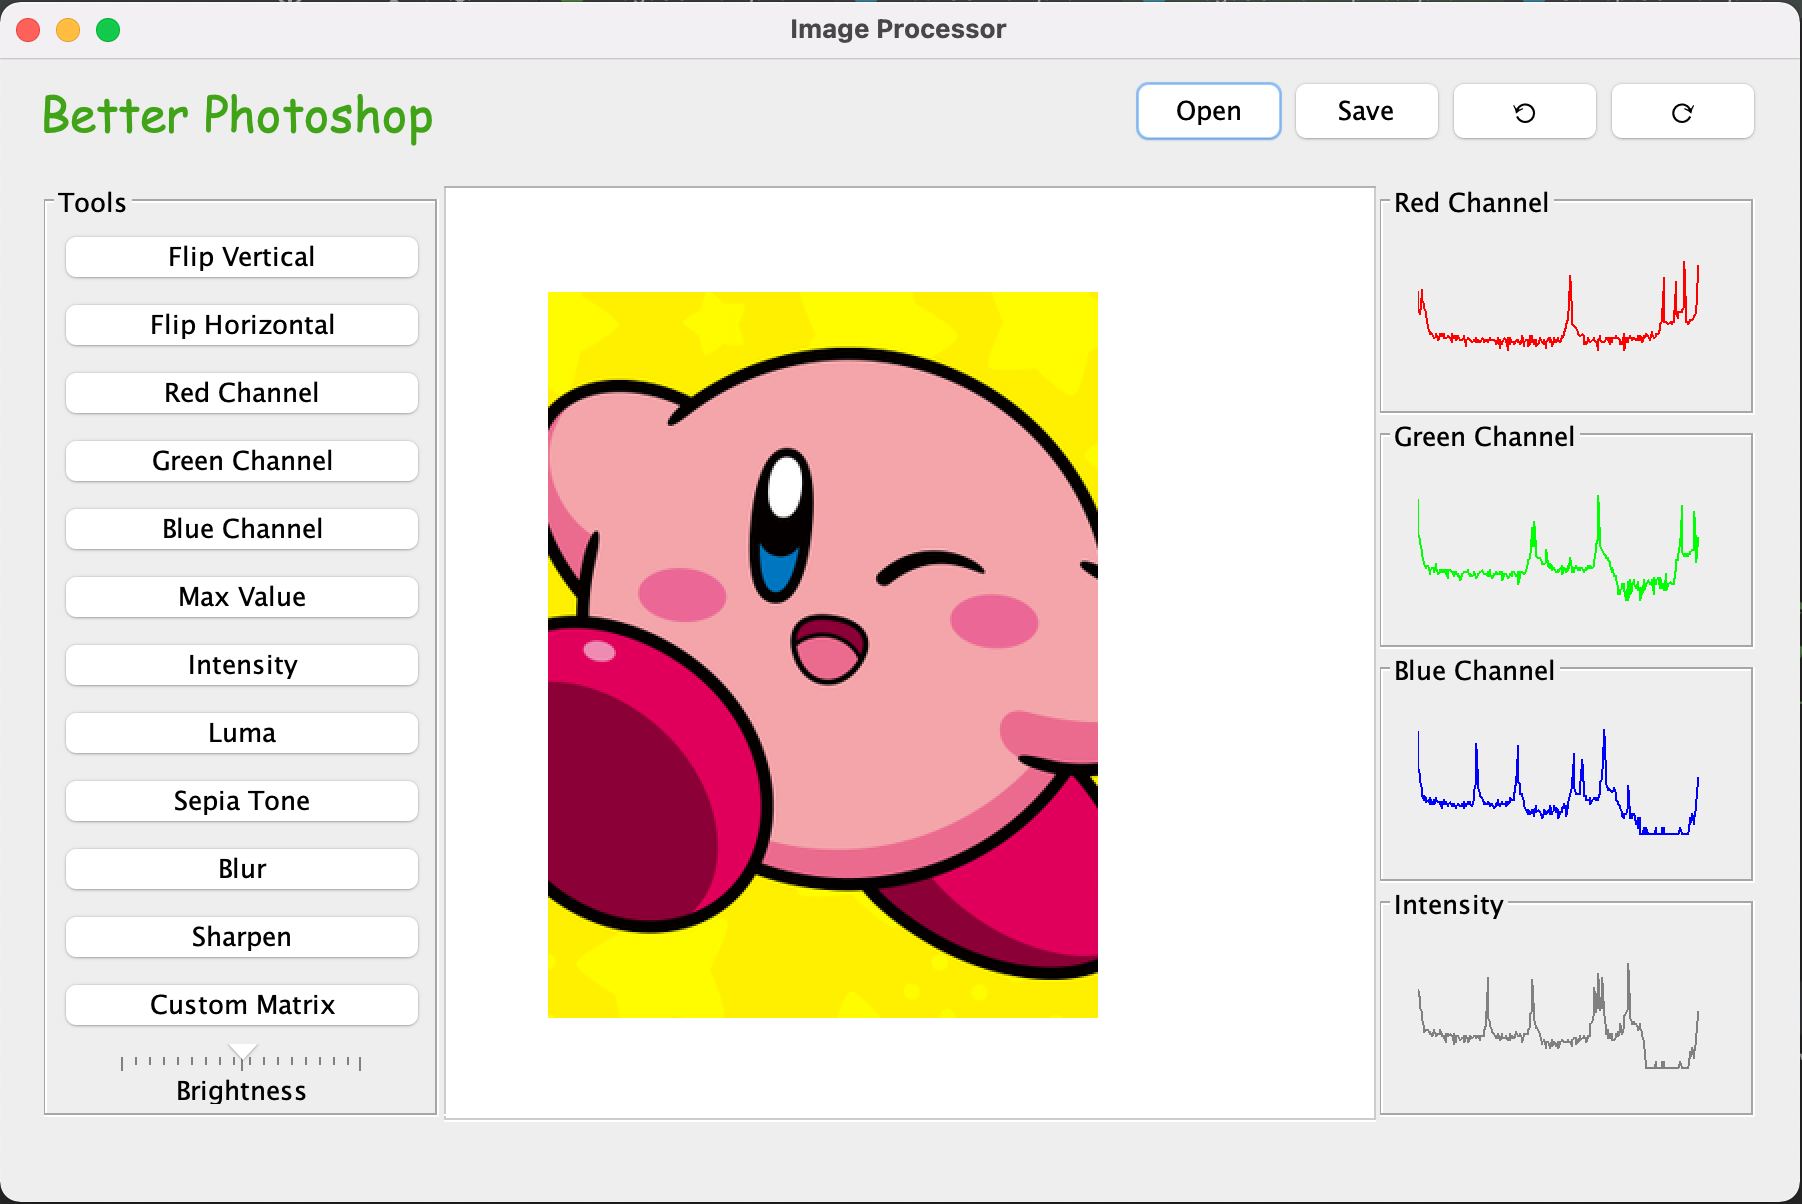 Image Processor
Better Photoshop
Open
Save
Tools
Flip Vertical
Flip Horizontal
Red Channel
Green Channel
Blue Channel
Max Value
Intensity
Luma
Sepia Tone
Blur
Sharpen
Custom Matrix
Brightness
Red Channel
Green Channel
Blue Channel
Intensity